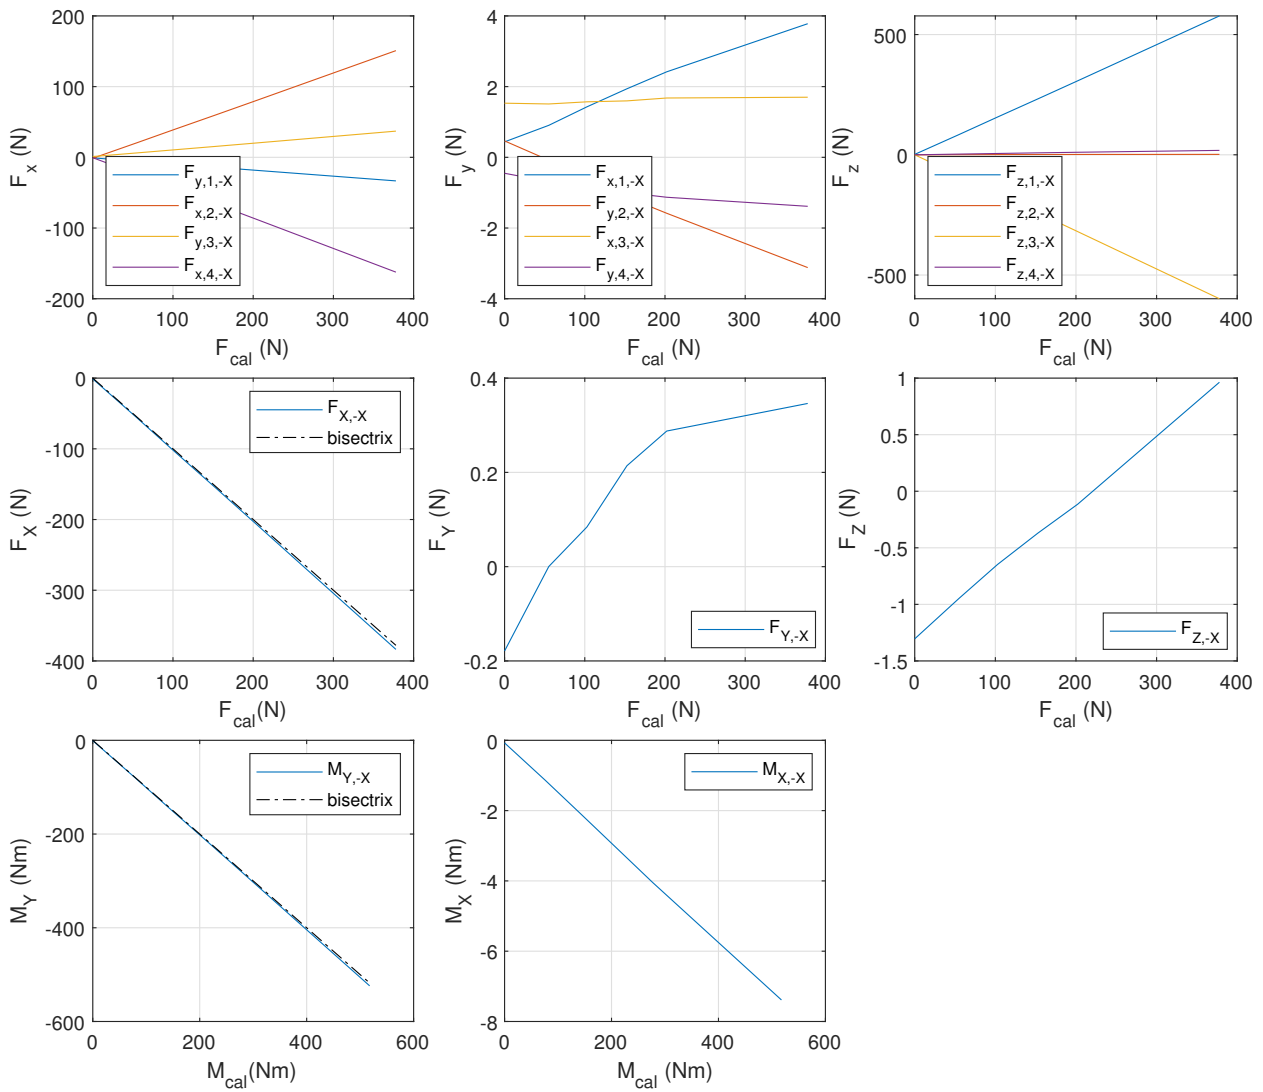 200
100
0
-100
-200
F_x (N)
F_y,1,-X
F_x,2,-X
F_y,3,-X
F_x,4,-X
0 100 200 300 400
F_cal (N)
4
2
0
-2
-4
F_y (N)
F_x,1,-X
F_y,2,-X
F_x,3,-X
F_y,4,-X
0 100 200 300 400
F_cal (N)
500
0
-500
F_z (N)
F_z,1,-X
F_z,2,-X
F_z,3,-X
F_z,4,-X
0 100 200 300 400
F_cal (N)
0
-100
-200
-300
-400
F_X (N)
F_X,-X
bisectrix
0 100 200 300 400
F_cal(N)
0.4
0.2
0
-0.2
F_Y (N)
F_Y,-X
0 100 200 300 400
F_cal (N)
1
0.5
0
-0.5
-1
-1.5
F_Z (N)
F_Z,-X
0 100 200 300 400
F_cal (N)
0
-200
-400
-600
M_Y (Nm)
M_Y,-X
bisectrix
0 200 400 600
M_cal(Nm)
0
-2
-4
-6
-8
M_X (Nm)
M_X,-X
0 200 400 600
M_cal (Nm)